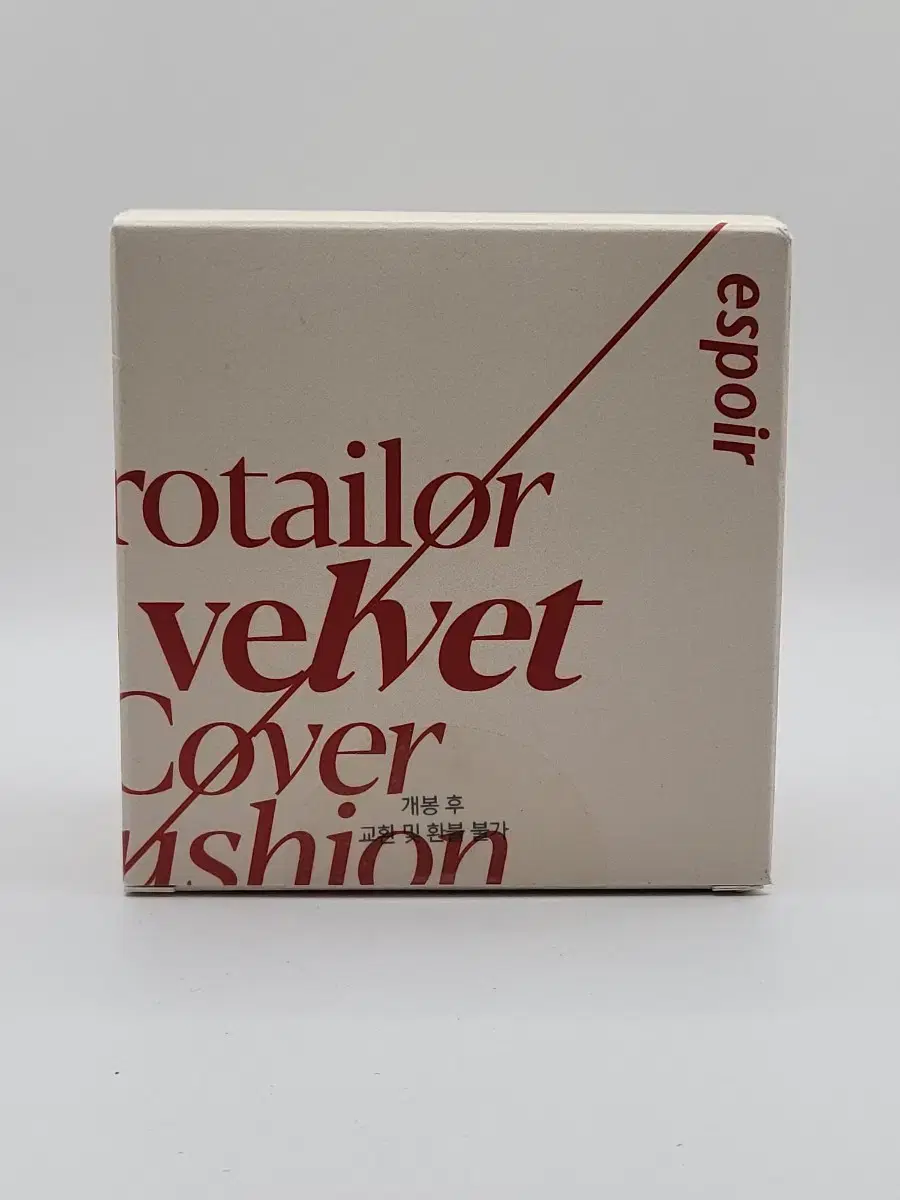 espoir
rotailor
velvet
Cover
ushion
개봉 후
교환 및 환불 불가